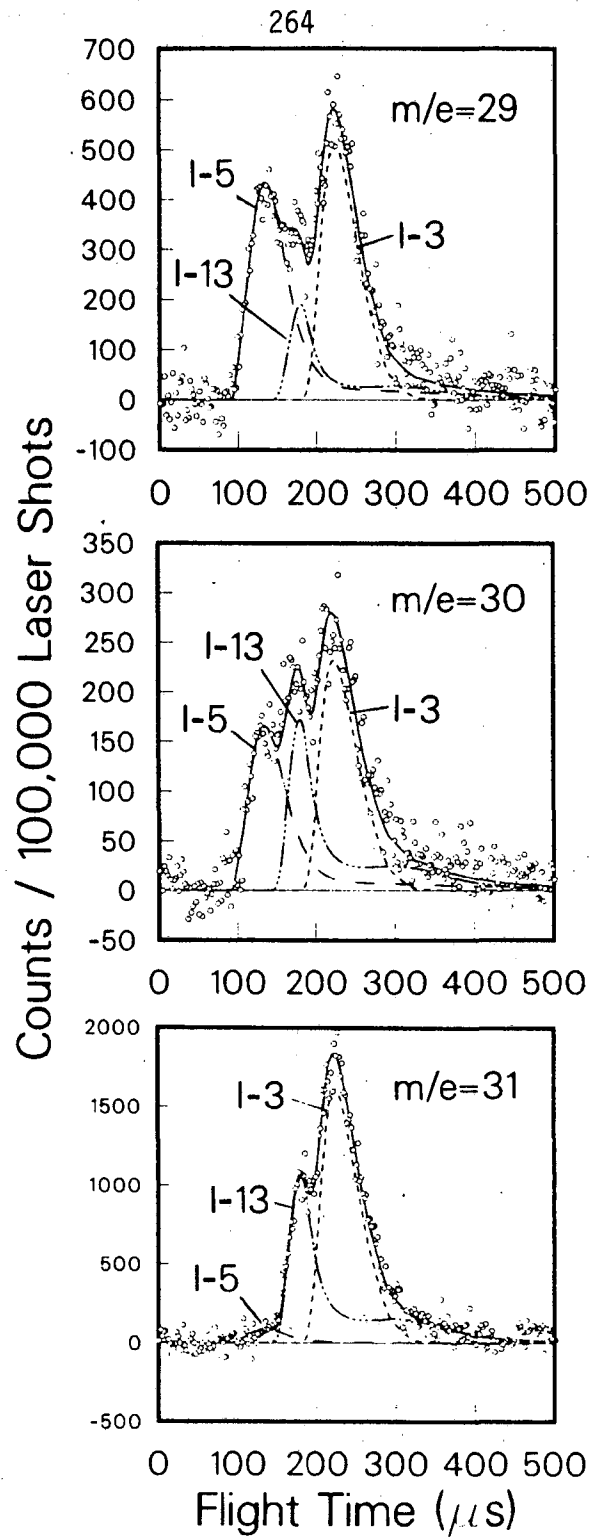 264
Counts / 100,000 Laser Shots
700
600
500
400
300
200
100
0
-100
m/e=29
I-5
I-13
I-3
0 100 200 300 400 500
350
300
250
200
150
100
50
0
-50
m/e=30
I-13
I-5
I-3
0 100 200 300 400 500
2000
1500
1000
500
0
-500
m/e=31
I-3
I-13
I-5
0 100 200 300 400 500
Flight Time (μs)